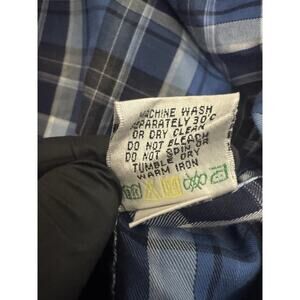 MACHINE WASH
SEPARATELY 30°C
OR DRY CLEAN
DO NOT BLEACH
DO NOT SPIN OR
TUMBLE DRY
WARM IRON